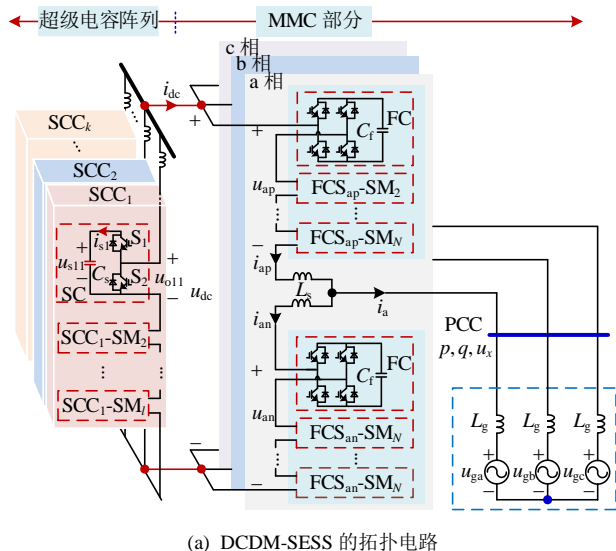 超级电容阵列
MMC 部分
c 相
b 相
a 相
i_dc
+
SCC_k
⋮
SCC_2
SCC_1
i_s1
S_1
+
u_s11
C_s
S_2
−
SC
+
u_o11
−
SCC_1-SM_2
⋮
SCC_1-SM_l
u_dc
−
+
u_ap
−
C_f
FC
FCS_ap-SM_2
⋮
FCS_ap-SM_N
i_ap
L_s
i_an
i_a
+
u_an
−
C_f
FC
FCS_an-SM_N
⋮
FCS_an-SM_N
PCC
p, q, u_x
L_g
L_g
L_g
+
+
+
u_ga
u_gb
u_gc
−
−
−
(a) DCDM-SESS 的拓扑电路